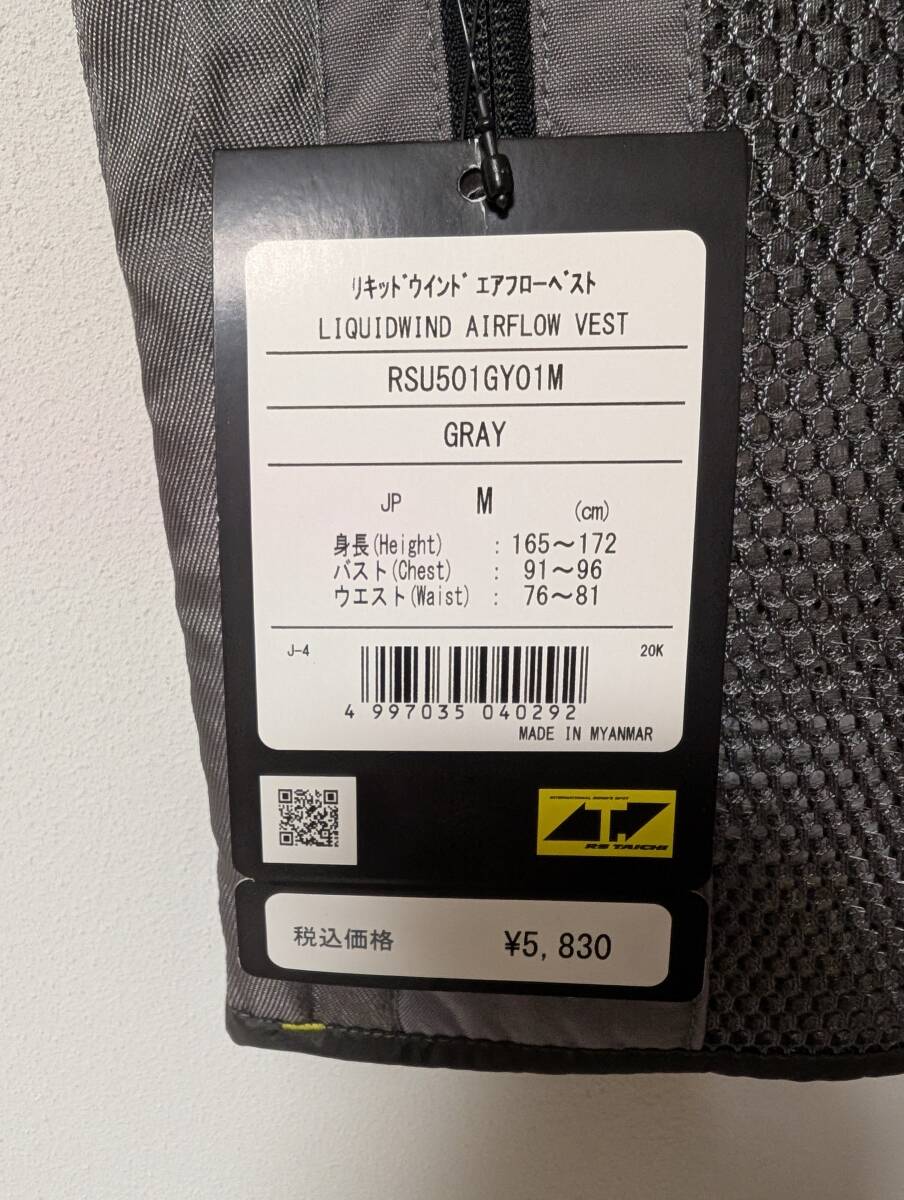 ﾘｷｯﾄﾞｳｲﾝﾄﾞ ｴｱﾌﾛｰﾍﾞｽﾄ
LIQUIDWIND AIRFLOW VEST
RSU501GY01M
GRAY
JP M (cm)
身長(Height) : 165～172
バスト(Chest) : 91～96
ウエスト(Waist) : 76～81
J-4 20K
4 997035 040292
MADE IN MYANMAR
INTERNATIONAL RIDER'S SPOT
RS TAICHI
税込価格 ¥5,830